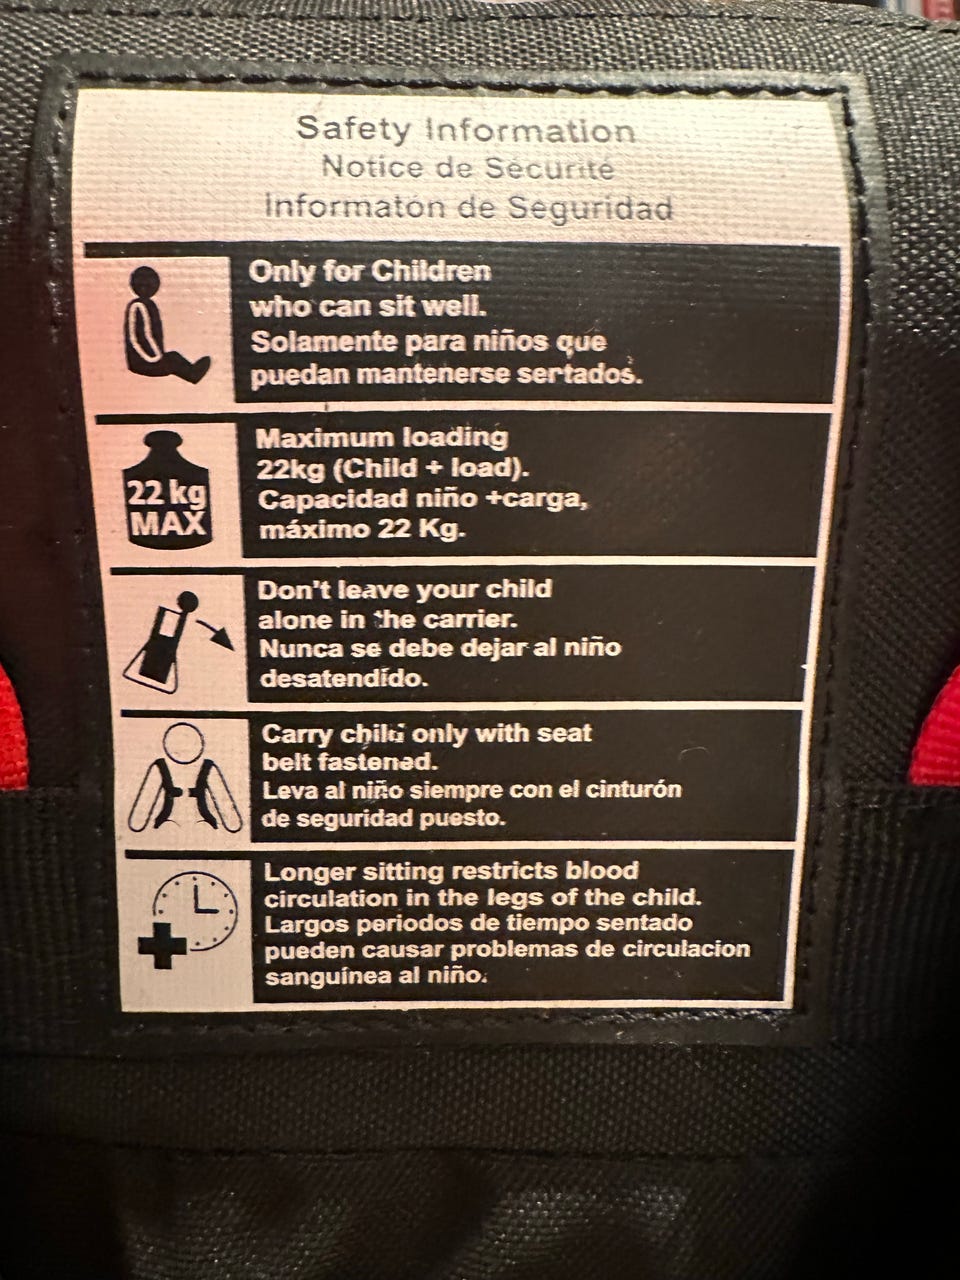 Safety Information
Notice de Sécurité
Informatón de Seguridad
Only for Children
who can sit well.
Solamente para niños que
puedan mantenerse sertados.
22 kg
MAX
Maximum loading
22kg (Child + load).
Capacidad niño +carga,
máximo 22 Kg.
Don't leave your child
alone in the carrier.
Nunca se debe dejar al niño
desatendído.
Carry child only with seat
belt fastened.
Leva al niño siempre con el cinturón
de seguridad puesto.
Longer sitting restricts blood
circulation in the legs of the child.
Largos periodos de tiempo sentado
pueden causar problemas de circulacion
sanguínea al niño.